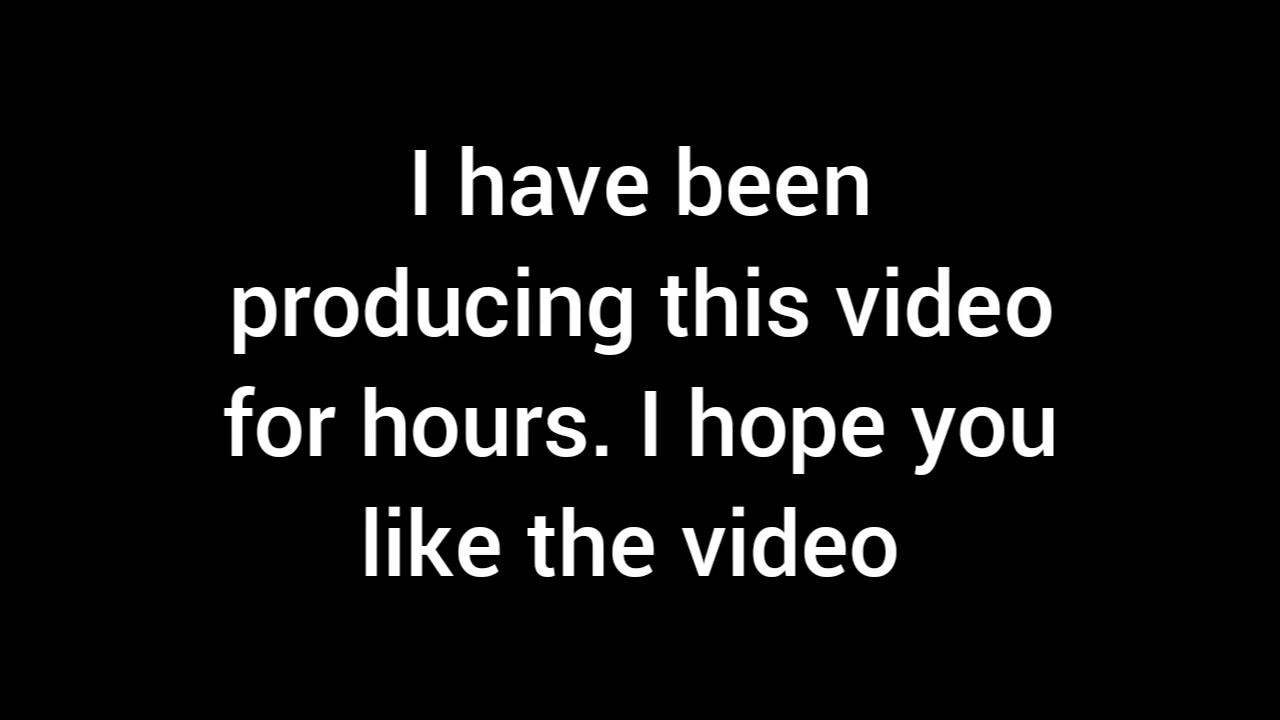 I have been
producing this video
for hours. I hope you
like the video